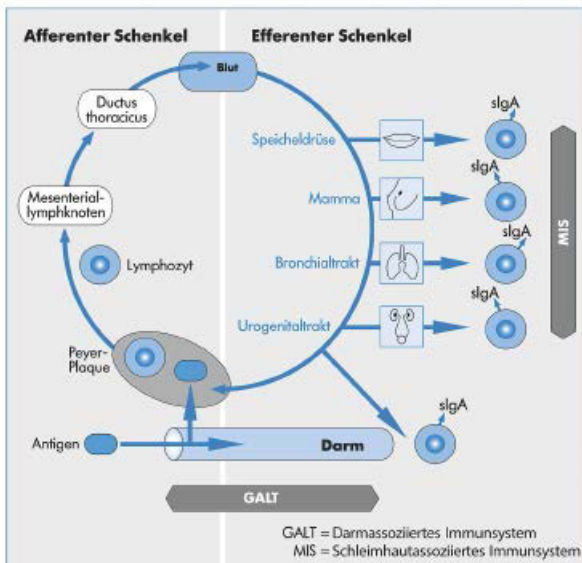 Afferenter Schenkel
Efferenter Schenkel
Blut
Ductus
thoracicus
Mesenterial-
lymphknoten
Lymphozyt
Peyer-
Plaque
Antigen
Speicheldrüse
sIgA
Mamma
sIgA
Bronchialtrakt
sIgA
Urogenitaltrakt
sIgA
MIS
sIgA
Darm
GALT
GALT = Darmassoziiertes Immunsystem
MIS = Schleimhautassoziiertes Immunsystem